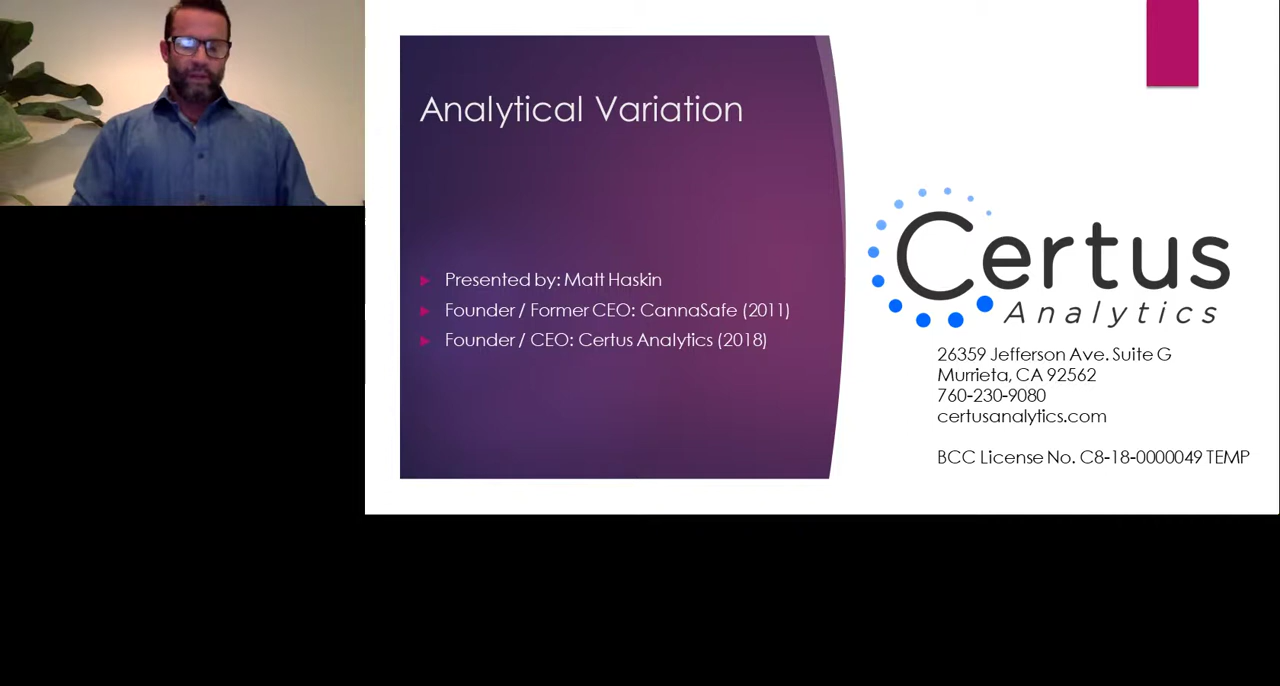 Analytical Variation
Presented by: Matt Haskin
Founder / Former CEO: CannaSafe (2011)
Founder / CEO: Certus Analytics (2018)
Certus
Analytics
26359 Jefferson Ave. Suite G
Murrieta, CA 92562
760-230-9080
certusanalytics.com
BCC License No. C8-18-0000049 TEMP